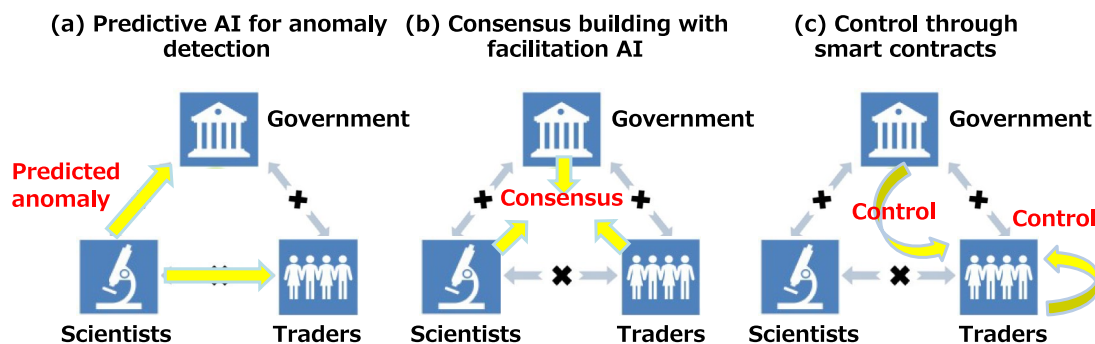 (a) Predictive AI for anomaly
detection
(b) Consensus building with
facilitation AI
(c) Control through
smart contracts
Government
Predicted
anomaly
Scientists
Traders
Government
Consensus
Scientists
Traders
Government
Control
Control
Scientists
Traders